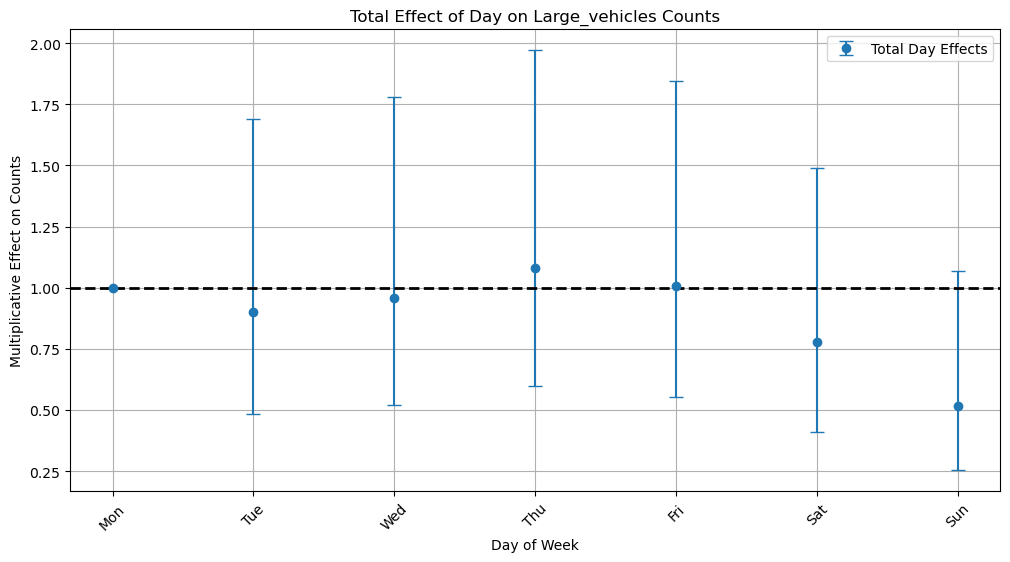 Total Effect of Day on Large_vehicles Counts
Total Day Effects
Multiplicative Effect on Counts
2.00
1.75
1.50
1.25
1.00
0.75
0.50
0.25
Mon
Tue
Wed
Thu
Fri
Sat
Sun
Day of Week